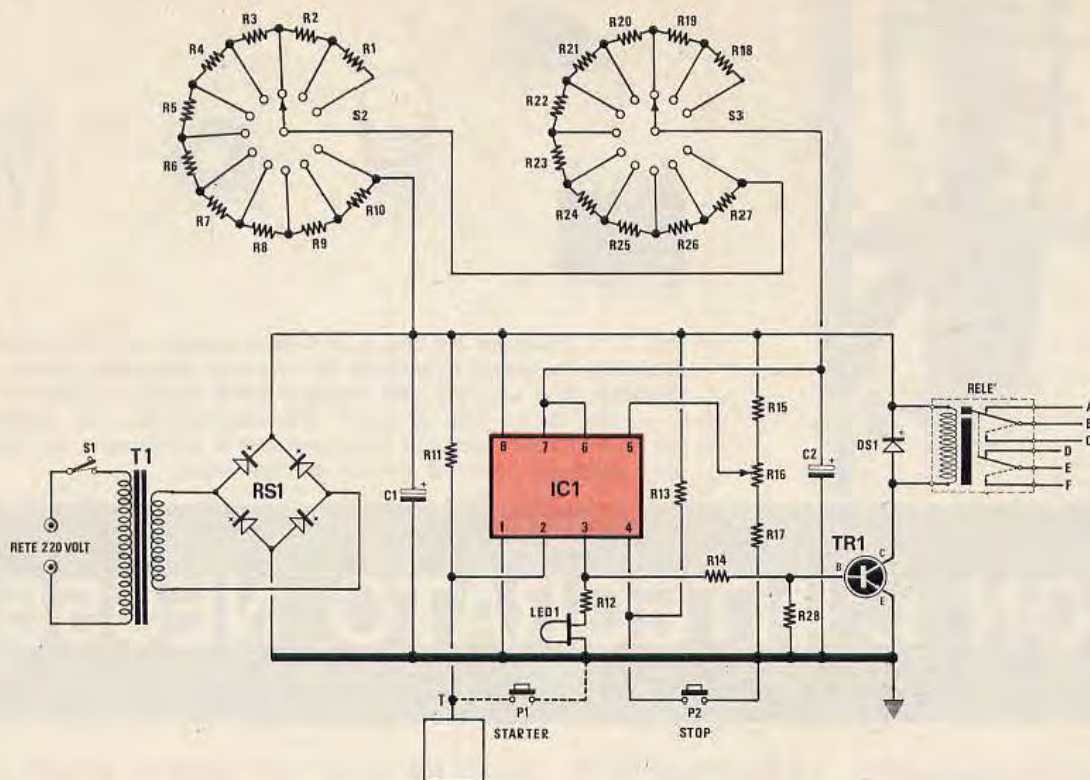 R3
R2
R4
R1
R5
S2
R6
R7
R8
R9
R10
R20
R19
R21
R18
R22
S3
R23
R24
R25
R26
R27
RETE 220 VOLT
S1
T1
RS1
C1
R11
8
7
6
5
IC1
1
2
3
4
R13
R15
R16
R17
C2
R14
R12
LED1
R28
TR1
B
C
E
DS1
RELE'
A
B
C
D
E
F
T
P1
STARTER
P2
STOP